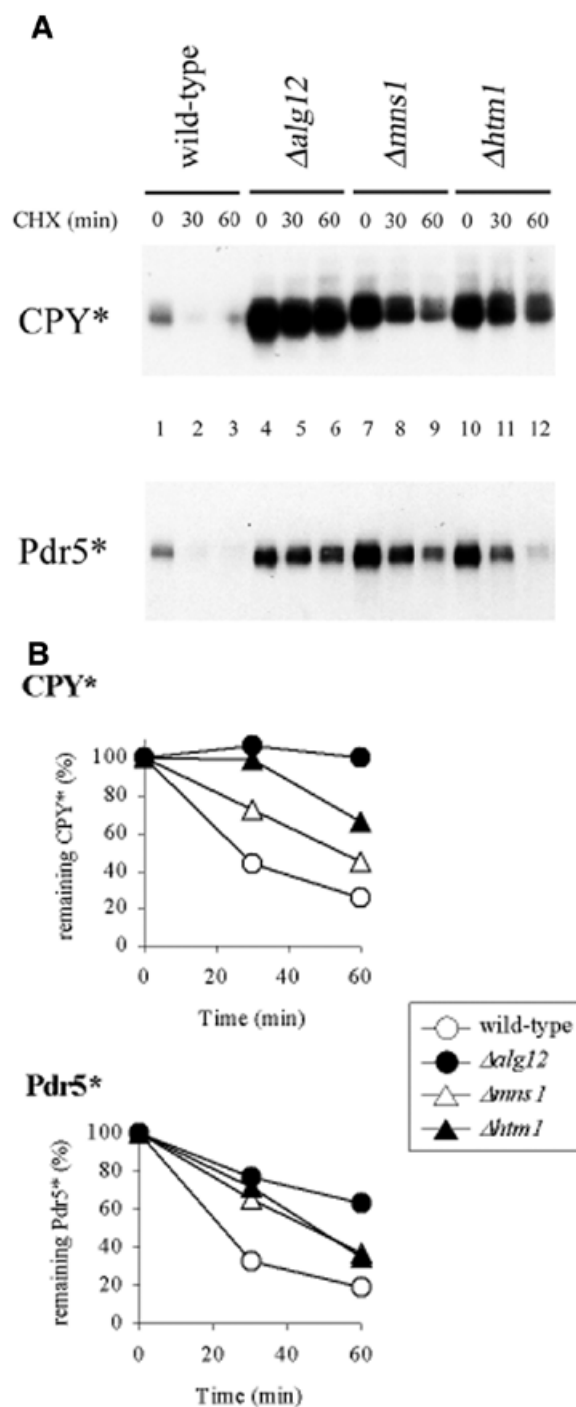 A
wild-type Δalg12 Δmns1 Δhtm1
CHX (min) 0 30 60 0 30 60 0 30 60 0 30 60
CPY*
1 2 3 4 5 6 7 8 9 10 11 12
Pdr5*
B
CPY*
remaining CPY* (%)
100
80
60
40
20
0
0 20 40 60
Time (min)
wild-type
Δalg12
Δmns1
Δhtm1
Pdr5*
remaining Pdr5* (%)
100
80
60
40
20
0
0 20 40 60
Time (min)